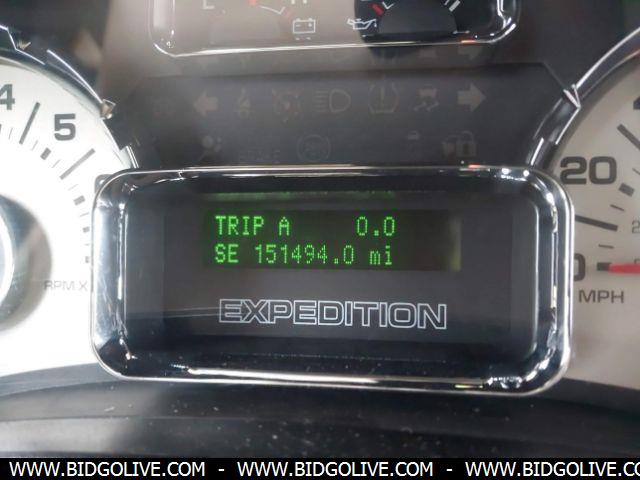 4
5
20
TRIP A 0.0
SE 151494.0 mi
RPM X
MPH
EXPEDITION
WWW.BIDGOLIVE.COM - WWW.BIDGOLIVE.COM - WWW.BIDGOLIVE.COM